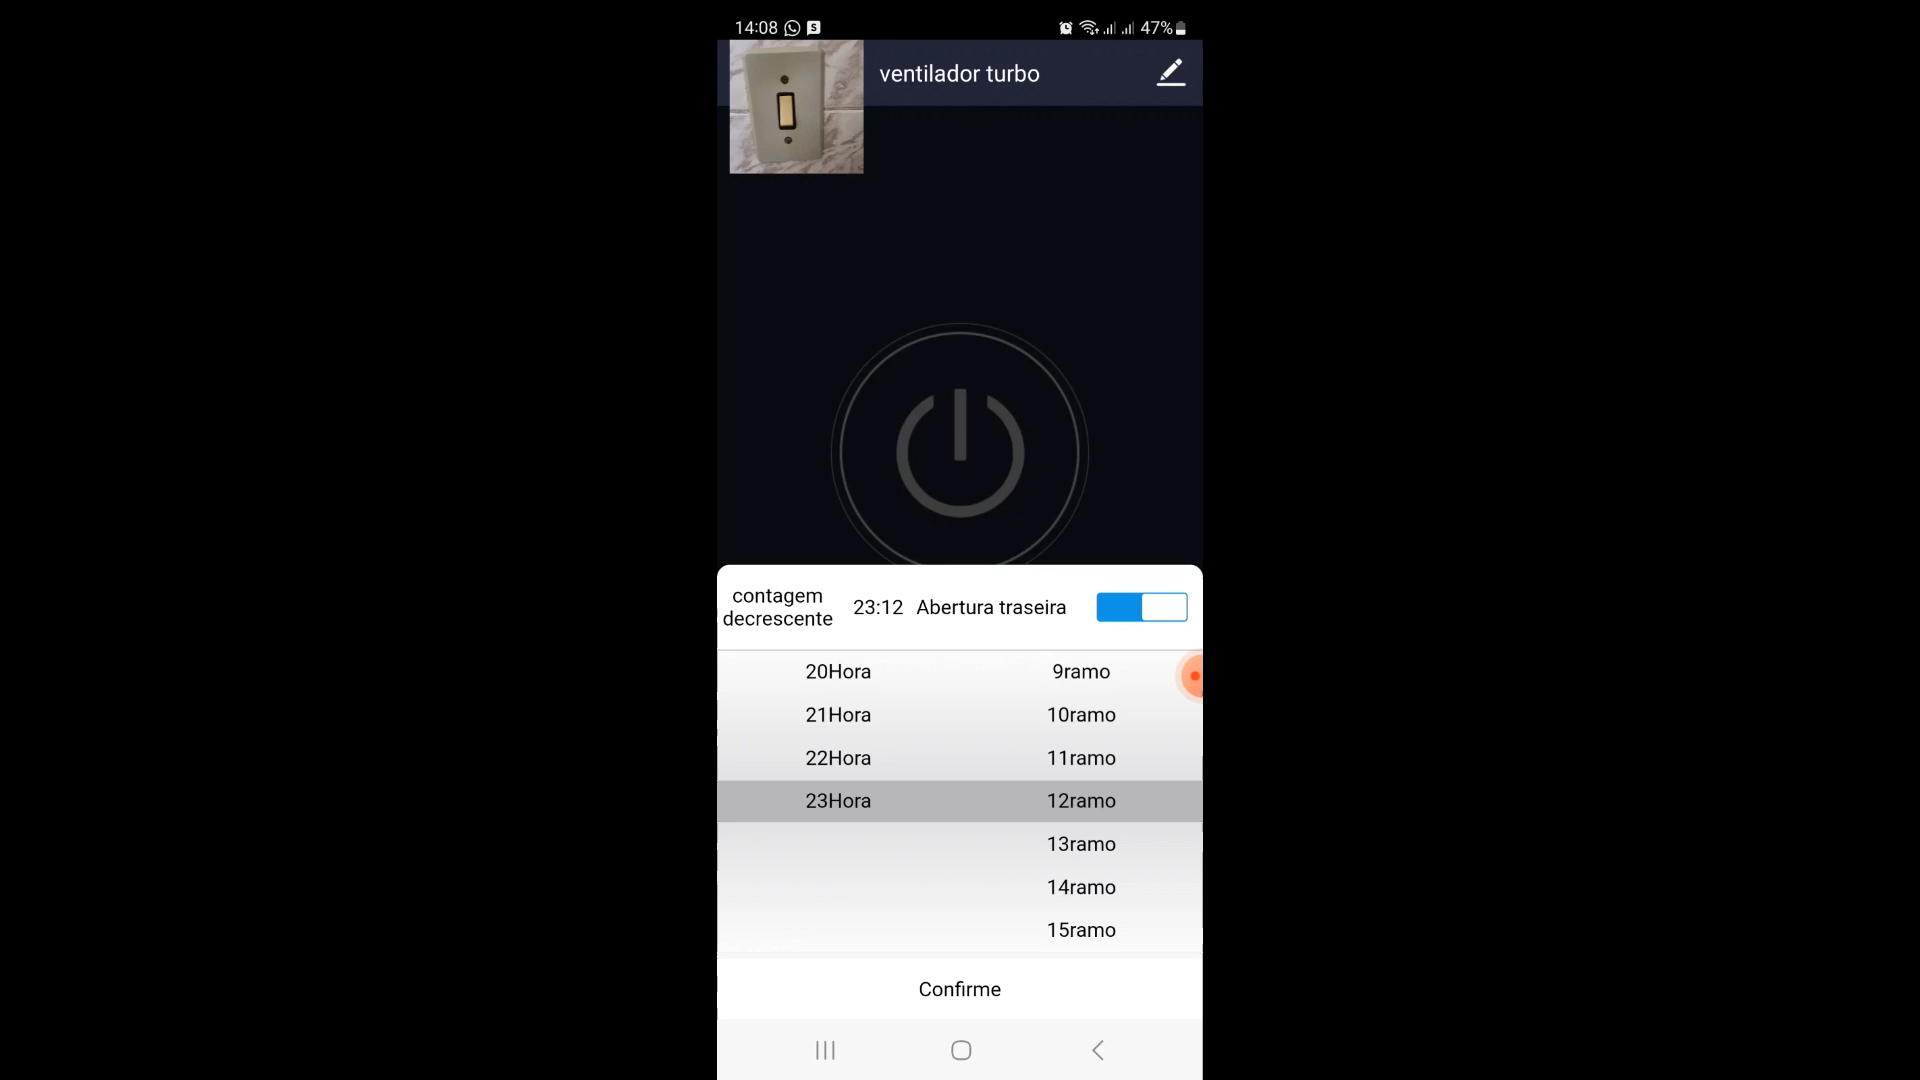 14:08 47%
ventilador turbo
contagem
decrescente
23:12 Abertura traseira
20Hora 9ramo
21Hora 10ramo
22Hora 11ramo
23Hora 12ramo
13ramo
14ramo
15ramo
Confirme